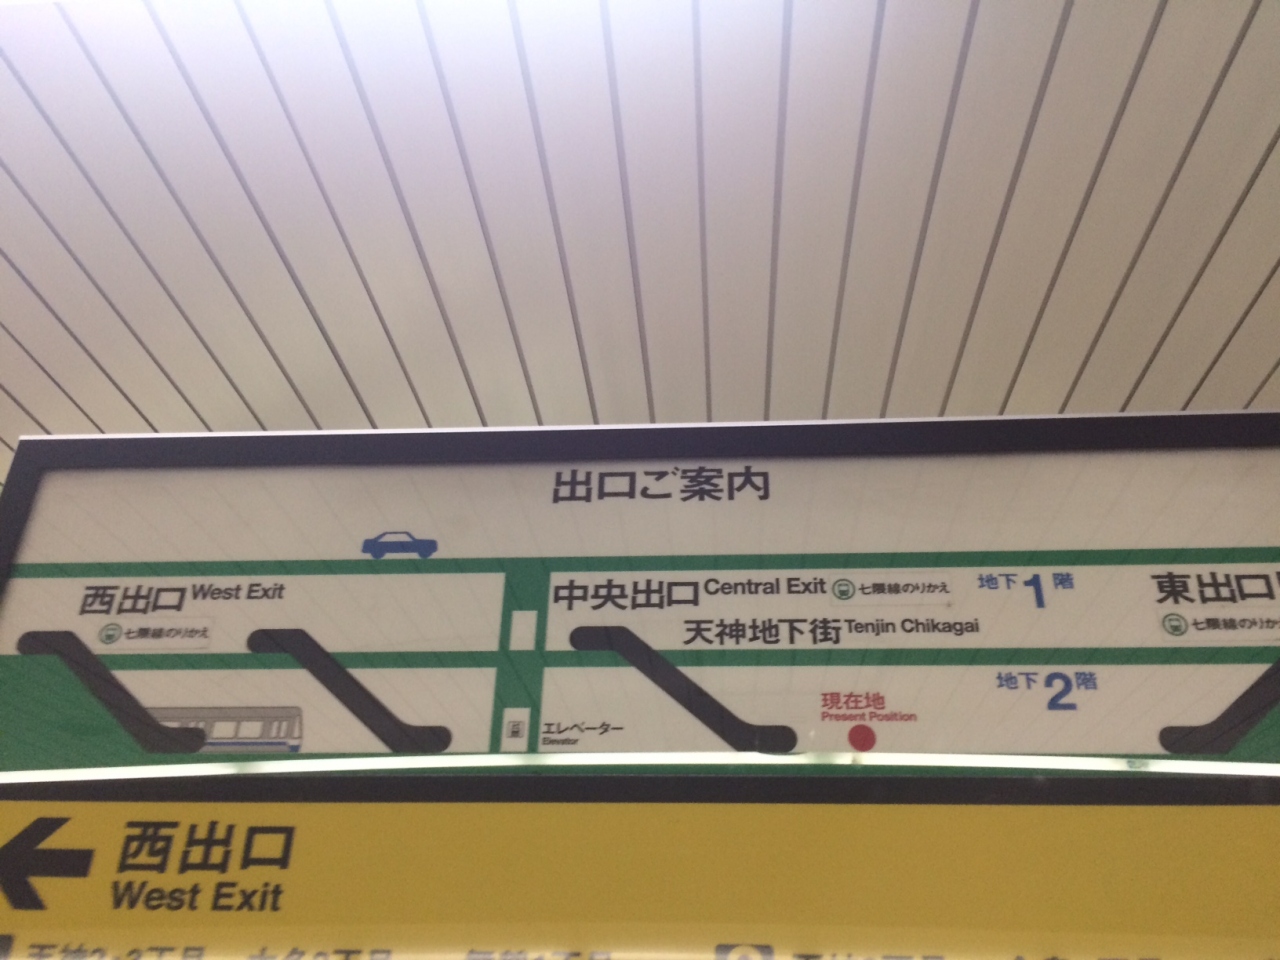 出口ご案内
西出口 West Exit
七隈線のりかえ
中央出口 Central Exit 七隈線のりかえ
地下1階
天神地下街 Tenjin Chikagai
東出口
七隈線のりかえ
地下2階
現在地
Present Position
エレベーター
Elevator
西出口
West Exit